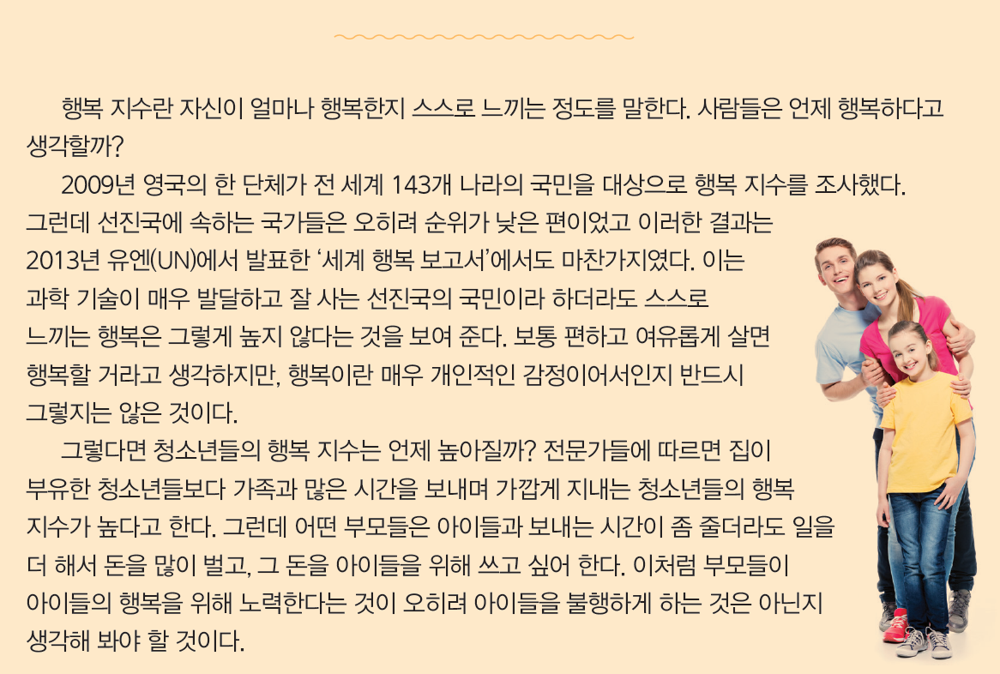 행복 지수란 자신이 얼마나 행복한지 스스로 느끼는 정도를 말한다. 사람들은 언제 행복하다고
생각할까?
2009년 영국의 한 단체가 전 세계 143개 나라의 국민을 대상으로 행복 지수를 조사했다.
그런데 선진국에 속하는 국가들은 오히려 순위가 낮은 편이었고 이러한 결과는
2013년 유엔(UN)에서 발표한 ‘세계 행복 보고서’에서도 마찬가지였다. 이는
과학 기술이 매우 발달하고 잘 사는 선진국의 국민이라 하더라도 스스로
느끼는 행복은 그렇게 높지 않다는 것을 보여 준다. 보통 편하고 여유롭게 살면
행복할 거라고 생각하지만, 행복이란 매우 개인적인 감정이어서인지 반드시
그렇지는 않은 것이다.
그렇다면 청소년들의 행복 지수는 언제 높아질까? 전문가들에 따르면 집이
부유한 청소년들보다 가족과 많은 시간을 보내며 가깝게 지내는 청소년들의 행복
지수가 높다고 한다. 그런데 어떤 부모들은 아이들과 보내는 시간이 좀 줄더라도 일을
더 해서 돈을 많이 벌고, 그 돈을 아이들을 위해 쓰고 싶어 한다. 이처럼 부모들이
아이들의 행복을 위해 노력한다는 것이 오히려 아이들을 불행하게 하는 것은 아닌지
생각해 봐야 할 것이다.